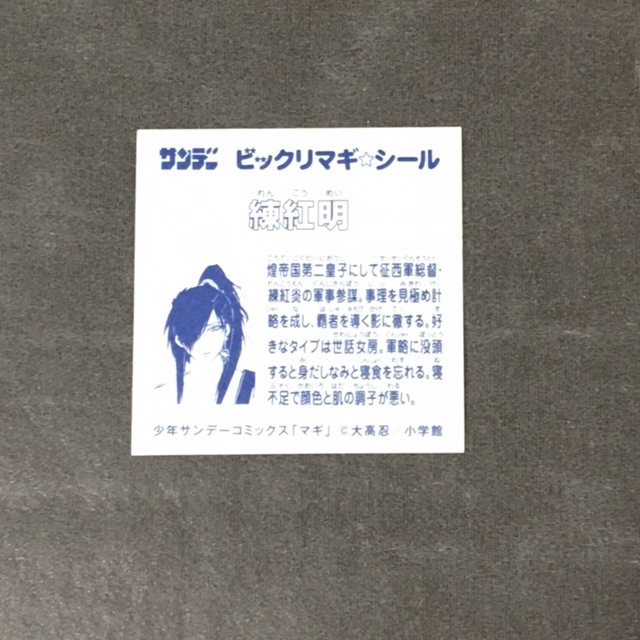 サンデー ビックリマギ☆シール
れん こう めい
練紅明
煌帝国第二皇子にして征西軍総督・
練紅炎の軍事参謀。事理を見極め計
略を成し、覇者を導く影に徹する。好
きなタイプは世話女房。軍略に没頭
すると身だしなみと寝食を忘れる。寝
不足で顔色と肌の調子が悪い。
少年サンデーコミックス「マギ」 ©大高忍／小学館